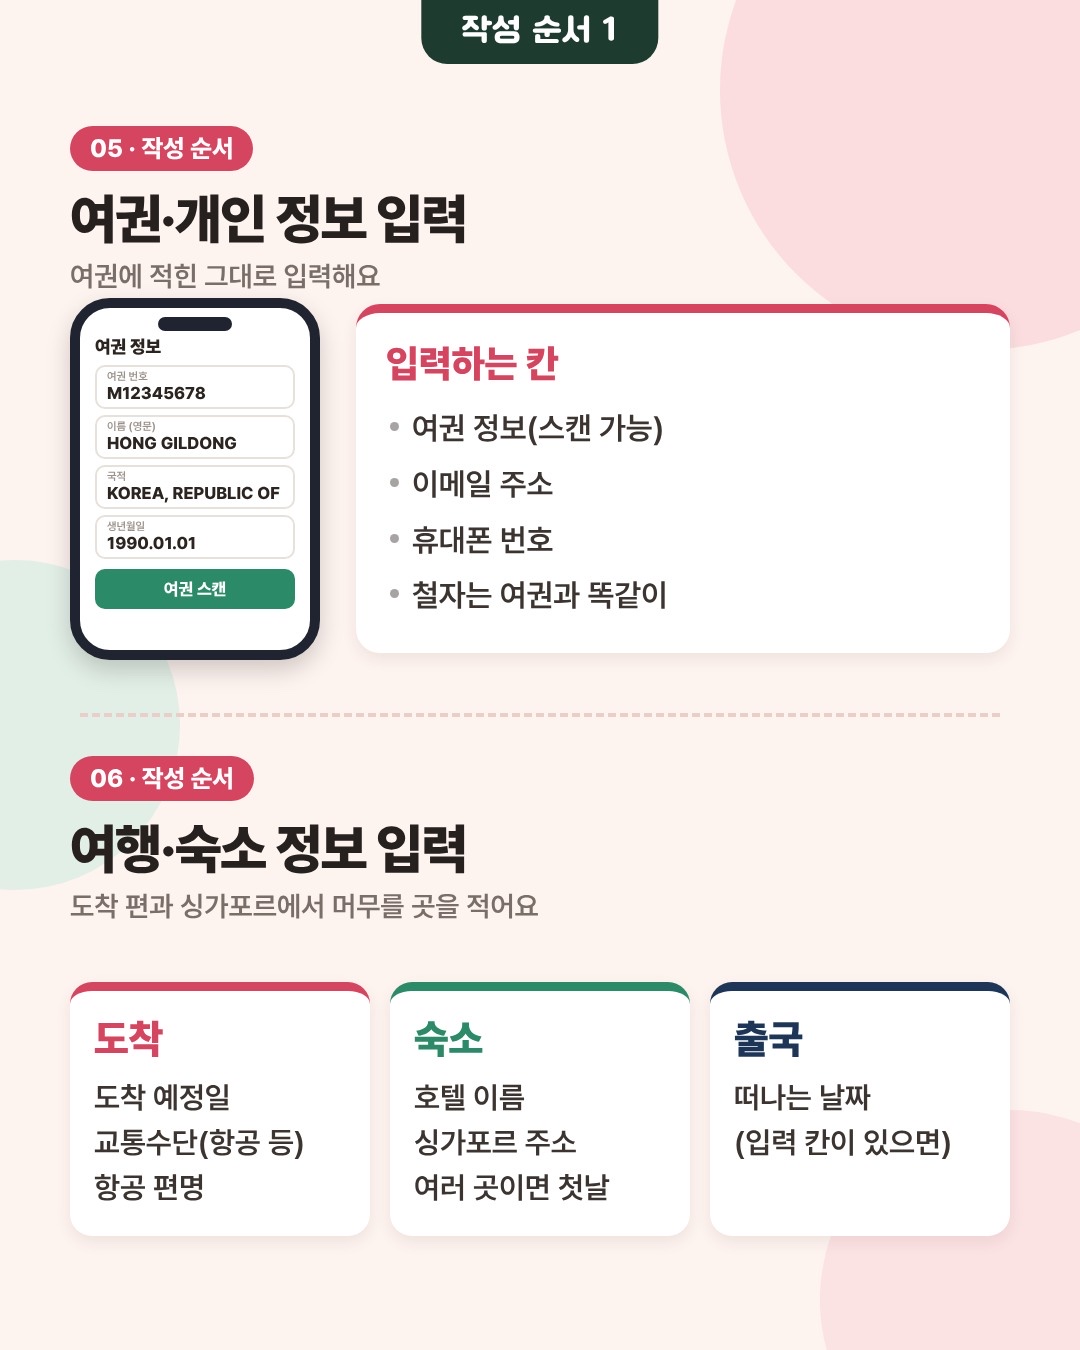 작성 순서 1
05 · 작성 순서
여권·개인 정보 입력
여권에 적힌 그대로 입력해요
여권 정보
여권 번호
M12345678
이름 (영문)
HONG GILDONG
국적
KOREA, REPUBLIC OF
생년월일
1990.01.01
여권 스캔
입력하는 칸
• 여권 정보(스캔 가능)
• 이메일 주소
• 휴대폰 번호
• 철자는 여권과 똑같이
06 · 작성 순서
여행·숙소 정보 입력
도착 편과 싱가포르에서 머무를 곳을 적어요
도착
도착 예정일
교통수단(항공 등)
항공 편명
숙소
호텔 이름
싱가포르 주소
여러 곳이면 첫날
출국
떠나는 날짜
(입력 칸이 있으면)